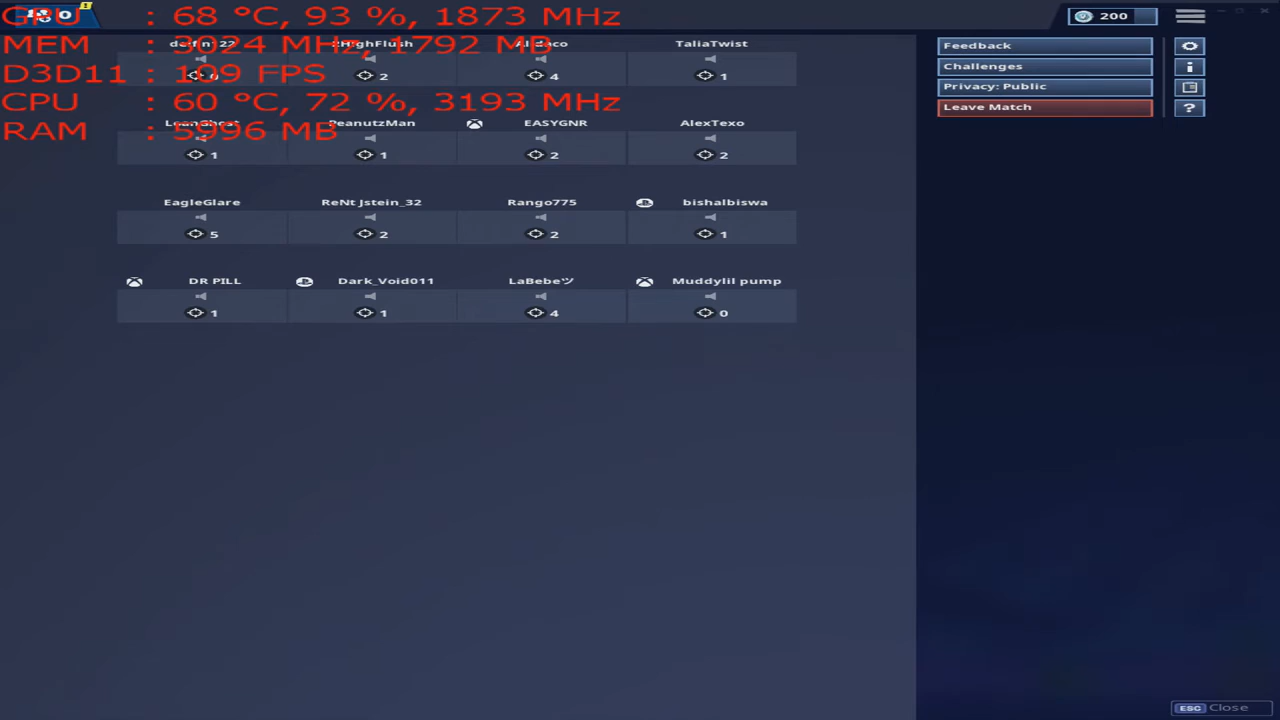 GPU : 68 °C, 93 %, 1873 MHz
1
0
200
MEM : 3024 MHz, 1792 MB
TaliaTwist
D3D11 : 109 FPS
2
4
1
CPU : 60 °C, 72 %, 3193 MHz
RAM : 5996 MB
LeanGhost
PeanutzMan
EASYGNR
AlexTexo
1
1
2
2
EagleGlare
ReNt Jstein_32
Rango775
bishalbiswa
5
2
2
1
DR PILL
Dark_Void011
LaBebeツ
Muddylil pump
1
1
4
0
Feedback
Challenges
Privacy: Public
Leave Match
i
?
ESC Close